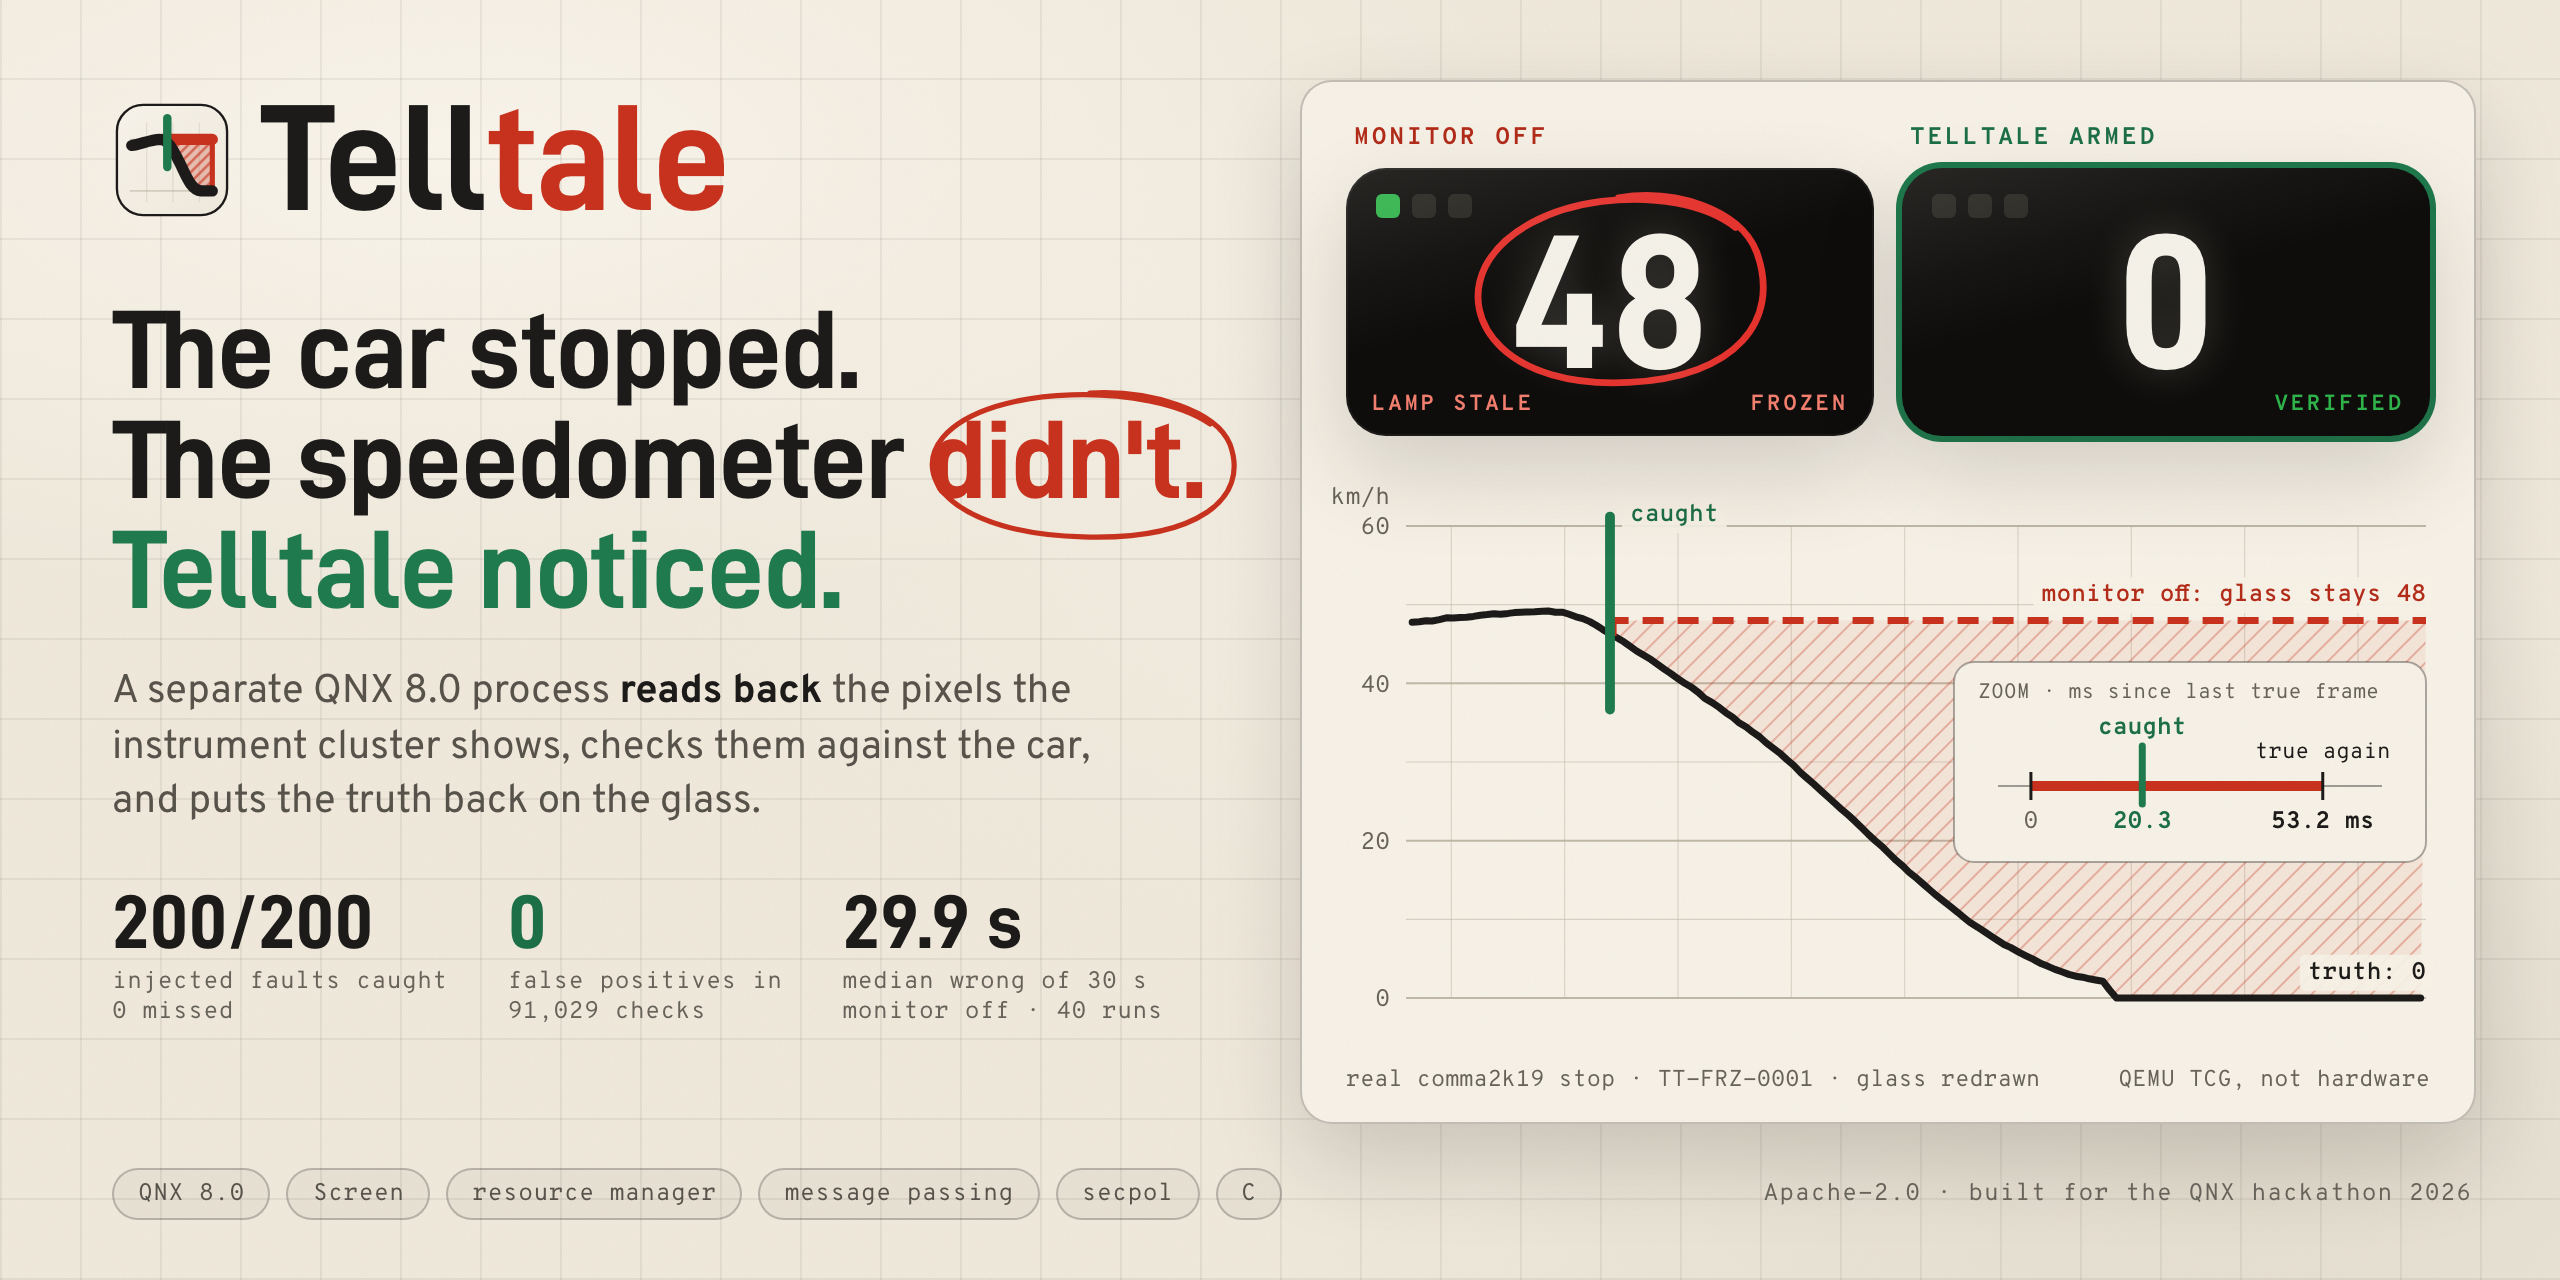 Telltale
The car stopped.
The speedometer didn't.
Telltale noticed.
A separate QNX 8.0 process reads back the pixels the
instrument cluster shows, checks them against the car,
and puts the truth back on the glass.
200/200
injected faults caught
0 missed
0
false positives in
91,029 checks
29.9 s
median wrong of 30 s
monitor off · 40 runs
QNX 8.0
Screen
resource manager
message passing
secpol
C
MONITOR OFF
48
LAMP STALE
FROZEN
TELLTALE ARMED
0
VERIFIED
km/h
60
40
20
0
caught
monitor off: glass stays 48
ZOOM · ms since last true frame
caught
true again
0
20.3
53.2 ms
truth: 0
real comma2k19 stop · TT-FRZ-0001 · glass redrawn
QEMU TCG, not hardware
Apache-2.0 · built for the QNX hackathon 2026